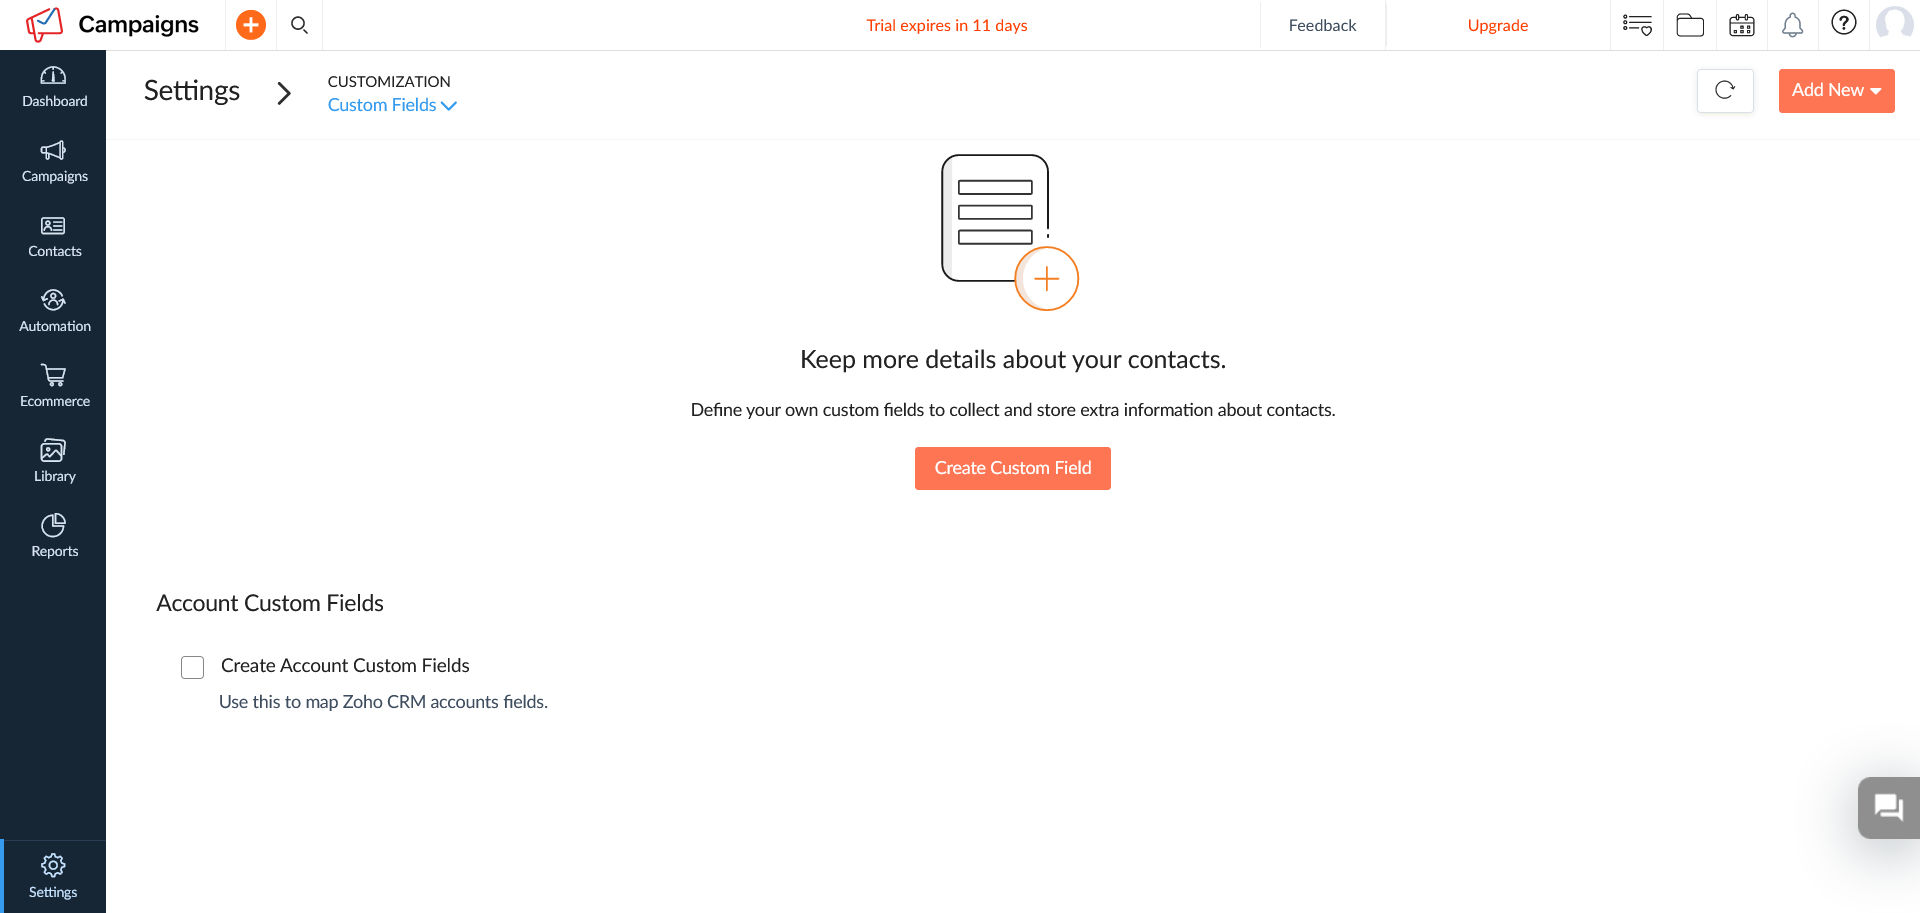 Campaigns
Trial expires in 11 days
Feedback
Upgrade
Dashboard
Campaigns
Contacts
Automation
Ecommerce
Library
Reports
Settings
Settings
CUSTOMIZATION
Custom Fields
Add New
Keep more details about your contacts.
Define your own custom fields to collect and store extra information about contacts.
Create Custom Field
Account Custom Fields
Create Account Custom Fields
Use this to map Zoho CRM accounts fields.